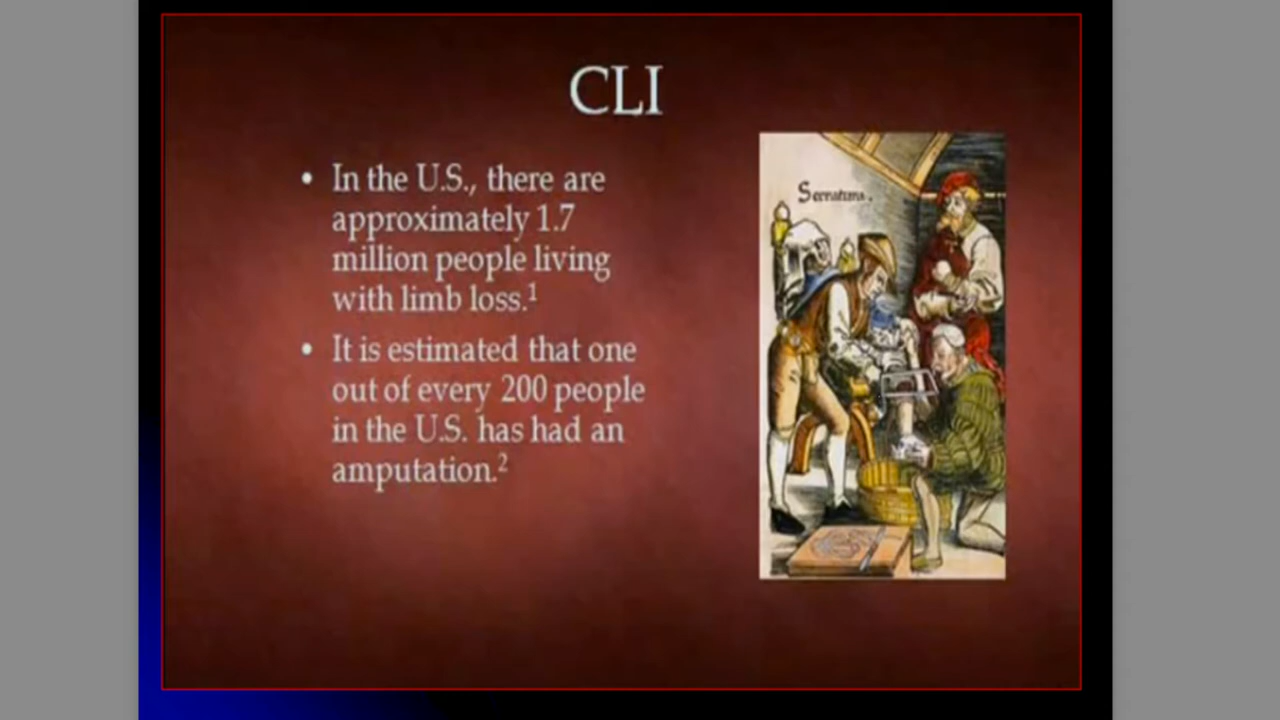 CLI
• In the U.S., there are
approximately 1.7
million people living
with limb loss.1
• It is estimated that one
out of every 200 people
in the U.S. has had an
amputation.2